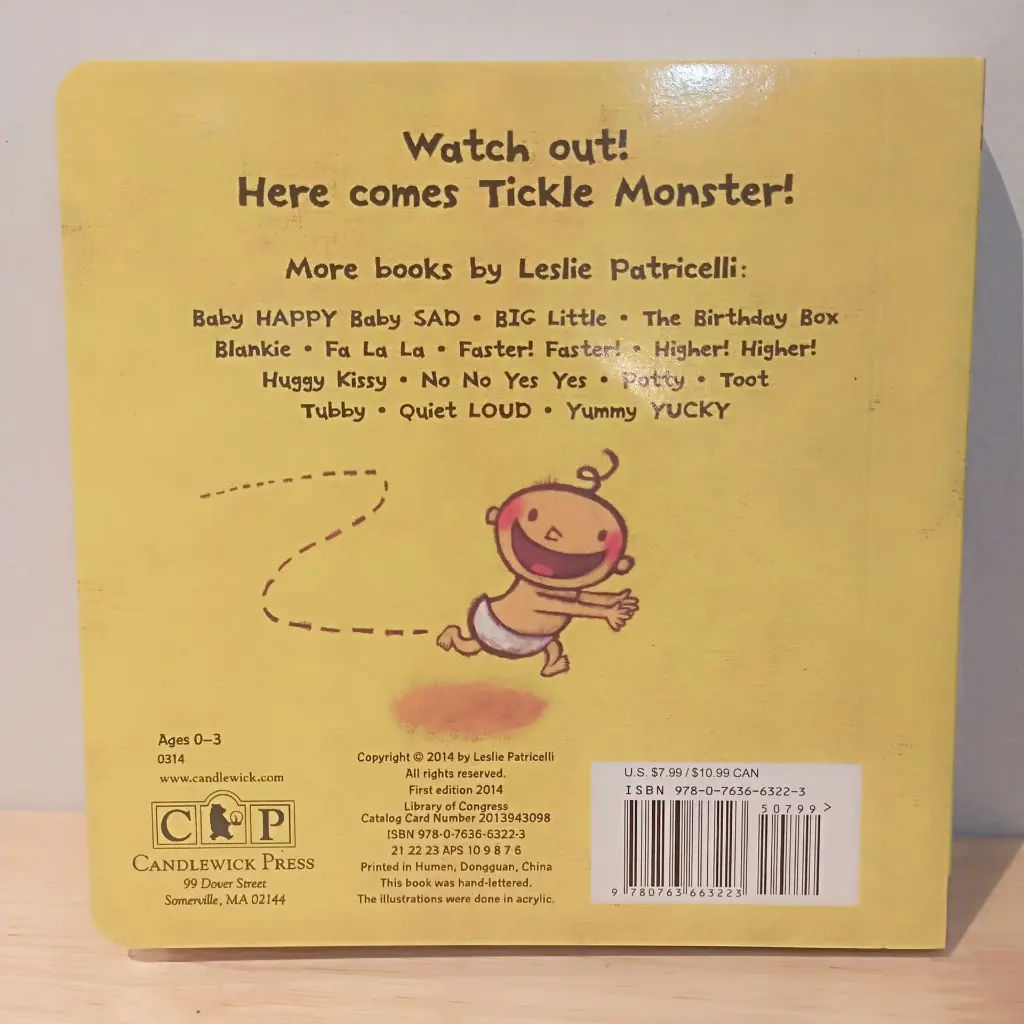 Watch out!
Here comes Tickle Monster!
More books by Leslie Patricelli:
Baby HAPPY Baby SAD • BIG Little • The Birthday Box
Blankie • Fa La La • Faster! Faster! • Higher! Higher!
Huggy Kissy • No No Yes Yes • Potty • Toot
Tubby • Quiet LOUD • Yummy YUCKY
Ages 0–3
0314
www.candlewick.com
C P
CANDLEWICK PRESS
99 Dover Street
Somerville, MA 02144
Copyright © 2014 by Leslie Patricelli
All rights reserved.
First edition 2014
Library of Congress
Catalog Card Number 2013943098
ISBN 978-0-7636-6322-3
21 22 23 APS 10 9 8 7 6
Printed in Humen, Dongguan, China
This book was hand-lettered.
The illustrations were done in acrylic.
U.S. $7.99 / $10.99 CAN
ISBN 978-0-7636-6322-3
50799 >
9 780763 663223